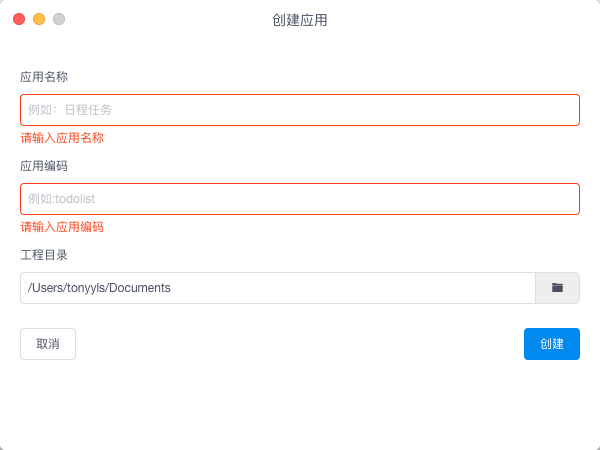 创建应用
应用名称
例如：日程任务
请输入应用名称
应用编码
例如:todolist
请输入应用编码
工程目录
/Users/tonyyls/Documents
取消
创建